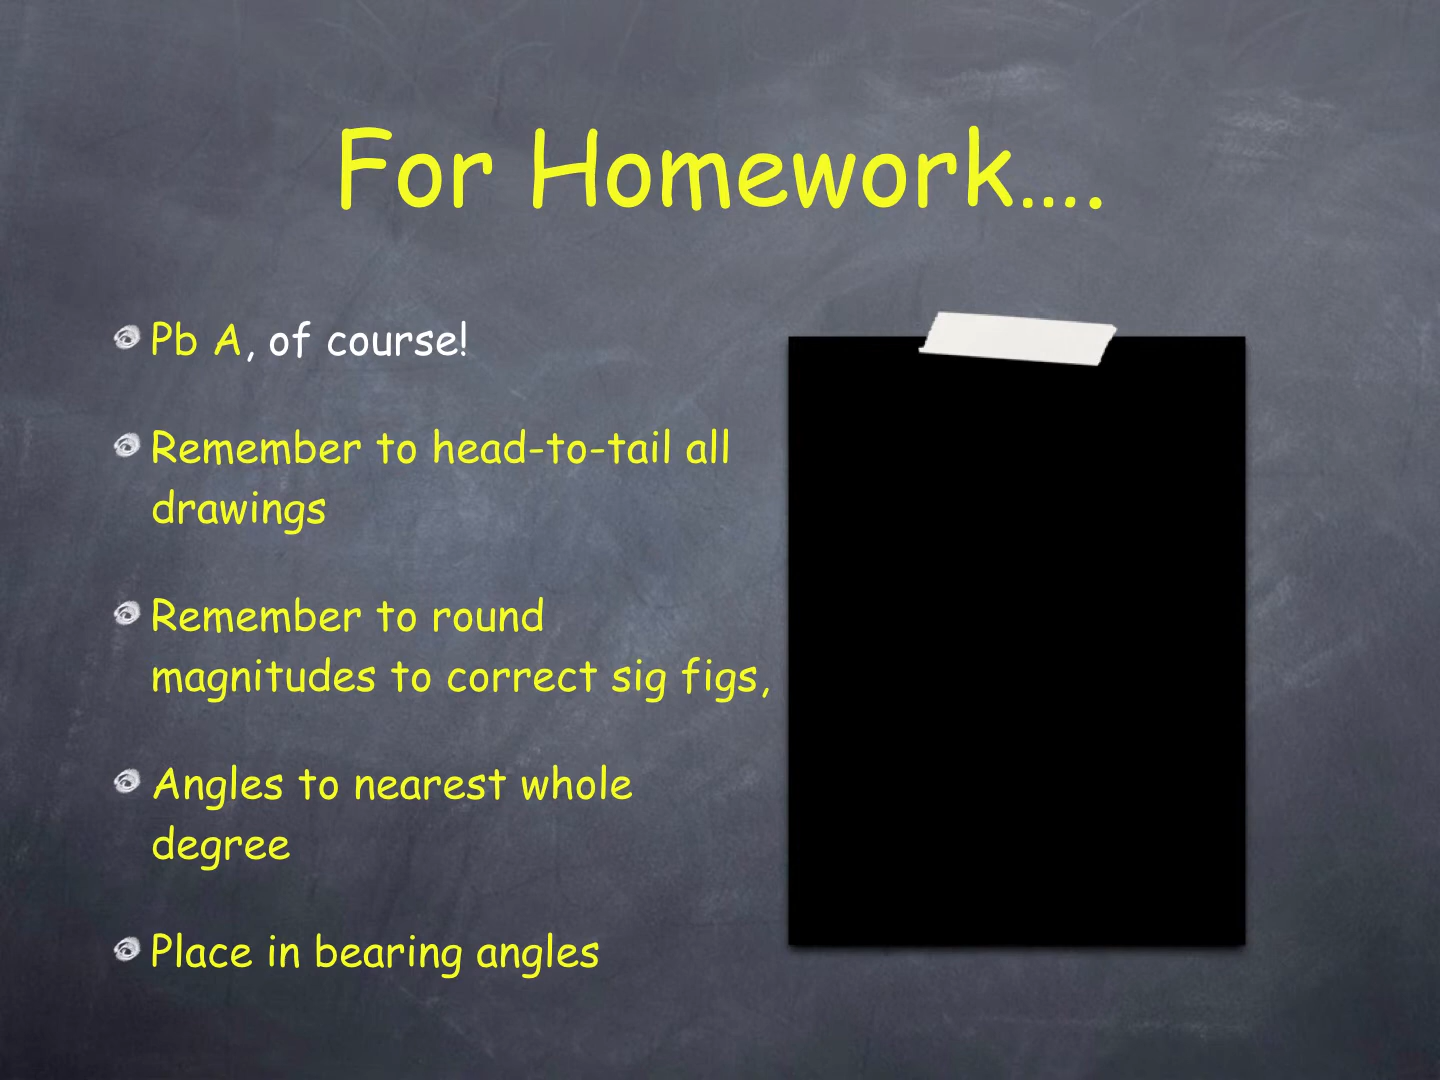 For Homework....
Pb A, of course!
Remember to head-to-tail all
drawings
Remember to round
magnitudes to correct sig figs,
Angles to nearest whole
degree
Place in bearing angles